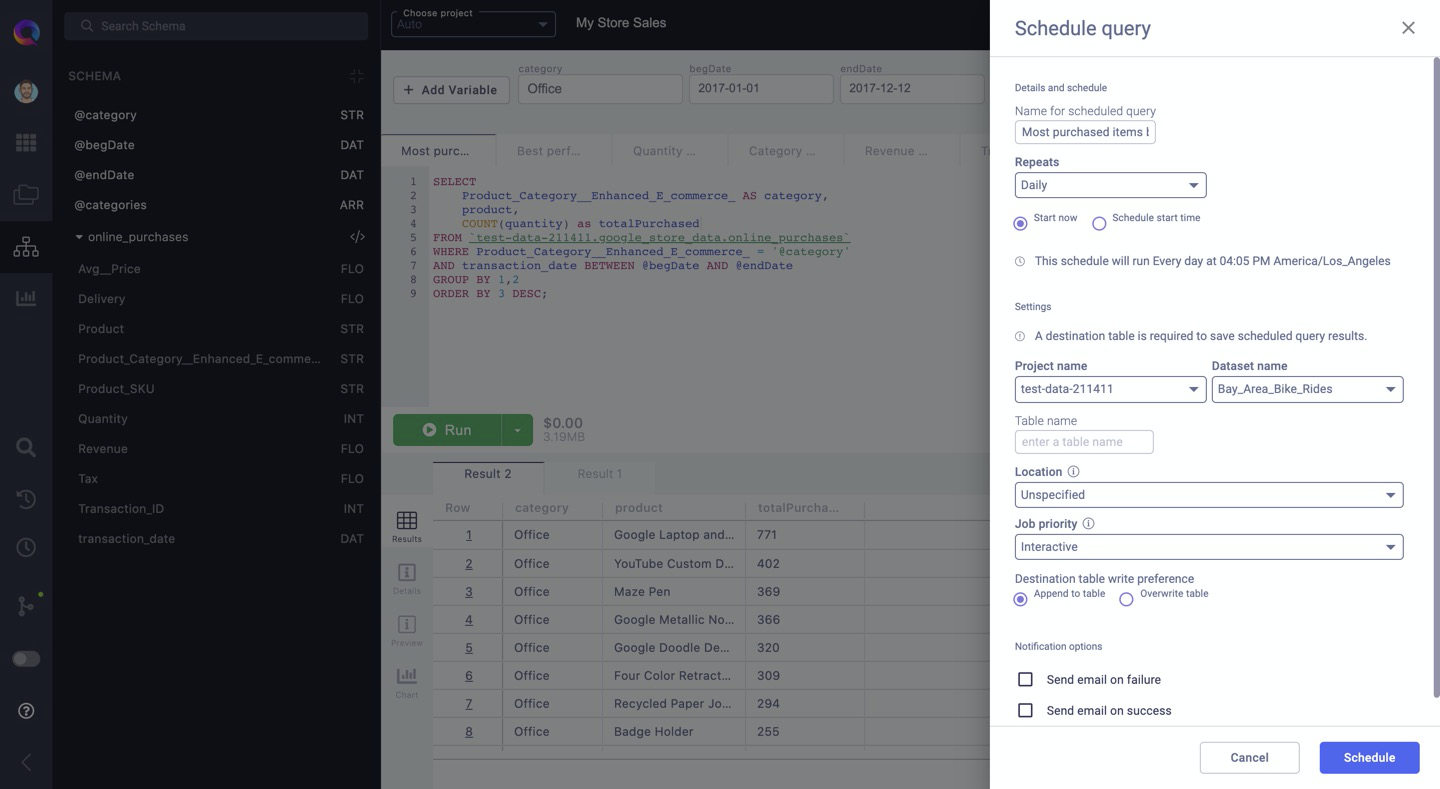 Search Schema
SCHEMA
@category STR
@begDate DAT
@endDate DAT
@categories ARR
online_purchases </>
Avg__Price FLO
Delivery FLO
Product STR
Product_Category__Enhanced_E_comme... STR
Product_SKU STR
Quantity INT
Revenue FLO
Tax FLO
Transaction_ID INT
transaction_date DAT
Choose project
Auto
My Store Sales
+ Add Variable
category
Office
begDate
2017-01-01
endDate
2017-12-12
Most purc... Best perf... Quantity ... Category ... Revenue ...
1 SELECT
2 Product_Category__Enhanced_E_commerce_ AS category,
3 product,
4 COUNT(quantity) as totalPurchased
5 FROM `test-data-211411.google_store_data.online_purchases`
6 WHERE Product_Category__Enhanced_E_commerce_ = '@category'
7 AND transaction_date BETWEEN @begDate AND @endDate
8 GROUP BY 1,2
9 ORDER BY 3 DESC;
Run
$0.00
3.19MB
Result 2 Result 1
Results
Details
Preview
Chart
Row category product totalPurcha...
1 Office Google Laptop and... 771
2 Office YouTube Custom D... 402
3 Office Maze Pen 369
4 Office Google Metallic No... 366
5 Office Google Doodle De... 320
6 Office Four Color Retract... 309
7 Office Recycled Paper Jo... 294
8 Office Badge Holder 255
Schedule query
Details and schedule
Name for scheduled query
Most purchased items
Repeats
Daily
Start now Schedule start time
This schedule will run Every day at 04:05 PM America/Los_Angeles
Settings
A destination table is required to save scheduled query results.
Project name Dataset name
test-data-211411 Bay_Area_Bike_Rides
Table name
enter a table name
Location
Unspecified
Job priority
Interactive
Destination table write preference
Append to table Overwrite table
Notification options
Send email on failure
Send email on success
Cancel Schedule